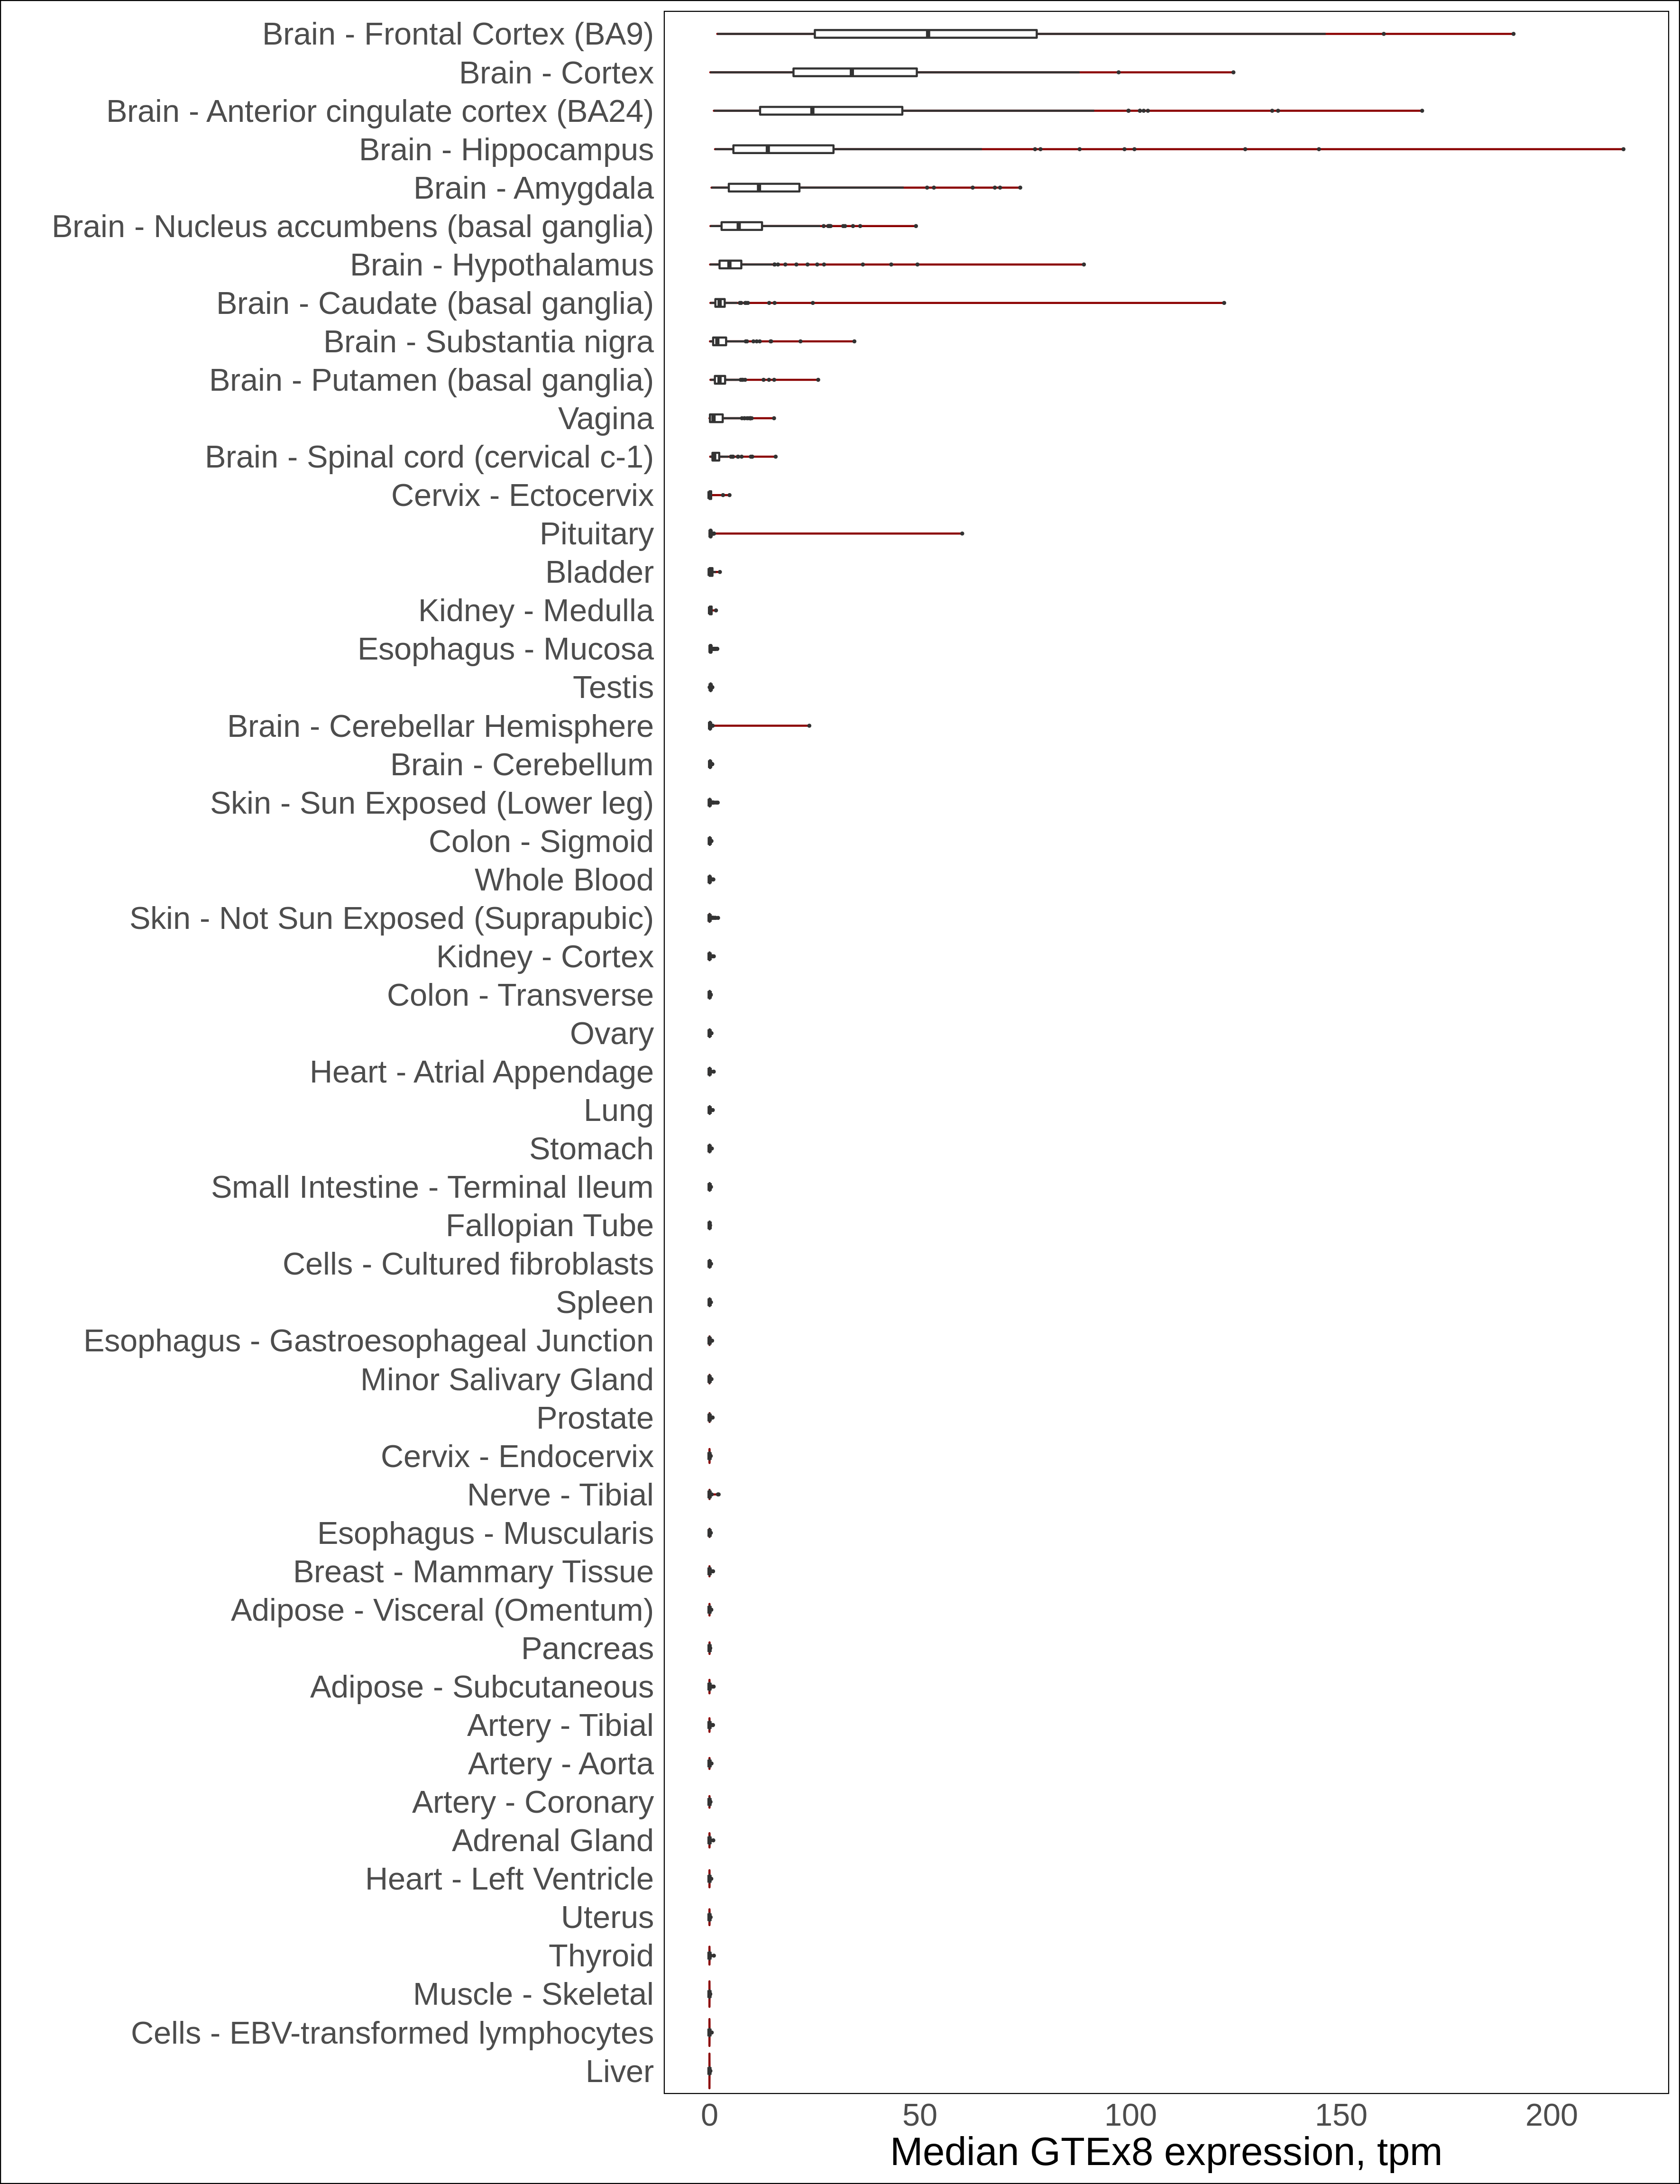 Brain - Frontal Cortex (BA9)
Brain - Cortex
Brain - Anterior cingulate cortex (BA24)
Brain - Hippocampus
Brain - Amygdala
Brain - Nucleus accumbens (basal ganglia)
Brain - Hypothalamus
Brain - Caudate (basal ganglia)
Brain - Substantia nigra
Brain - Putamen (basal ganglia)
Vagina
Brain - Spinal cord (cervical c-1)
Cervix - Ectocervix
Pituitary
Bladder
Kidney - Medulla
Esophagus - Mucosa
Testis
Brain - Cerebellar Hemisphere
Brain - Cerebellum
Skin - Sun Exposed (Lower leg)
Colon - Sigmoid
Whole Blood
Skin - Not Sun Exposed (Suprapubic)
Kidney - Cortex
Colon - Transverse
Ovary
Heart - Atrial Appendage
Lung
Stomach
Small Intestine - Terminal Ileum
Fallopian Tube
Cells - Cultured fibroblasts
Spleen
Esophagus - Gastroesophageal Junction
Minor Salivary Gland
Prostate
Cervix - Endocervix
Nerve - Tibial
Esophagus - Muscularis
Breast - Mammary Tissue
Adipose - Visceral (Omentum)
Pancreas
Adipose - Subcutaneous
Artery - Tibial
Artery - Aorta
Artery - Coronary
Adrenal Gland
Heart - Left Ventricle
Uterus
Thyroid
Muscle - Skeletal
Cells - EBV-transformed lymphocytes
Liver
0 50 100 150 200
Median GTEx8 expression, tpm